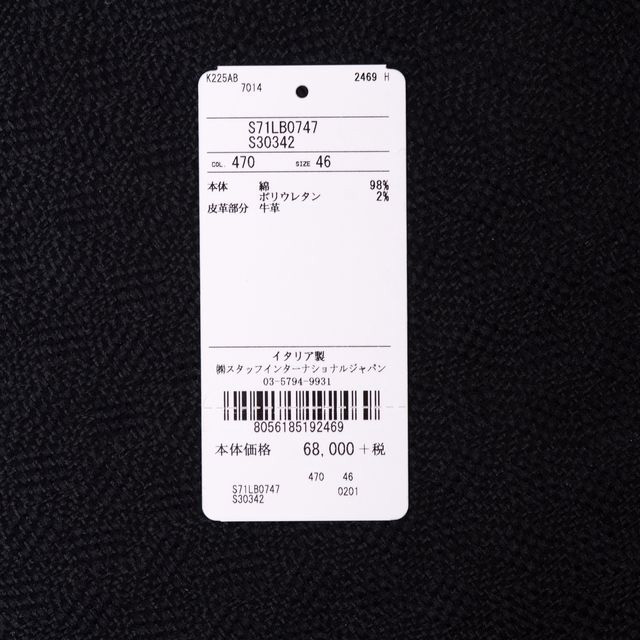 K225AB 2469 H
7014
S71LB0747
S30342
COL. 470 SIZE 46
本体 綿 98%
ポリウレタン 2%
皮革部分 牛革
イタリア製
㈱スタッフインターナショナルジャパン
03-5794-9931
8056185192469
本体価格 68,000+税
470 46
S71LB0747
S30342 0201